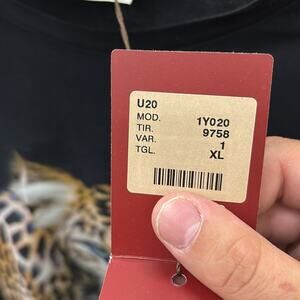 U20
MOD. 1Y020
TIR. 9758
VAR. 1
TGL. XL